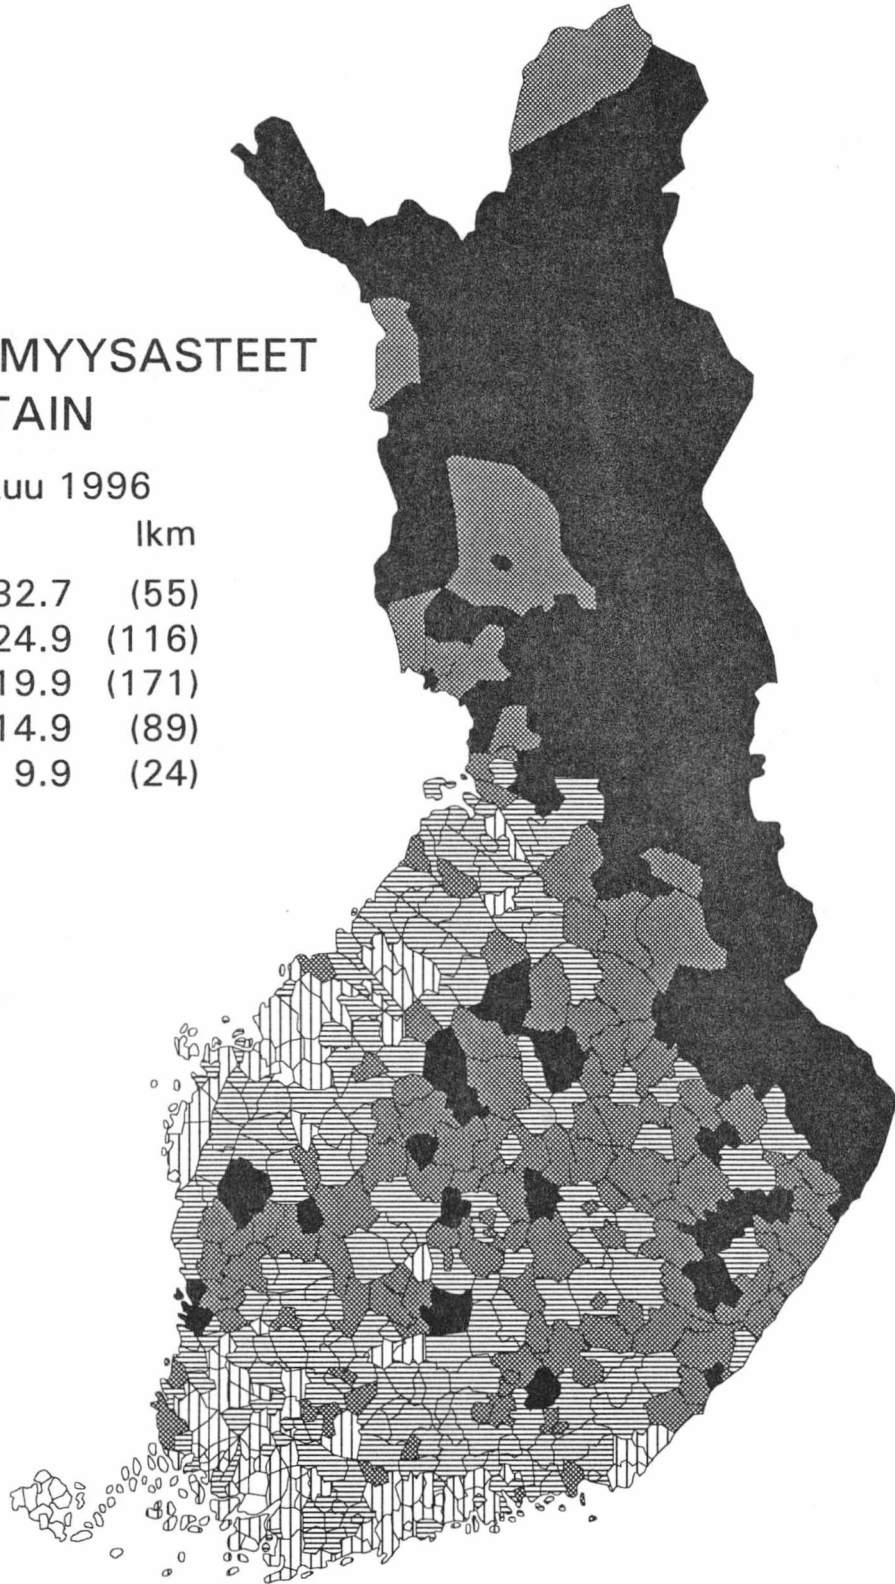 MYYSASTEET
TAIN
uu 1996
lkm
32.7 (55)
24.9 (116)
19.9 (171)
14.9 (89)
9.9 (24)